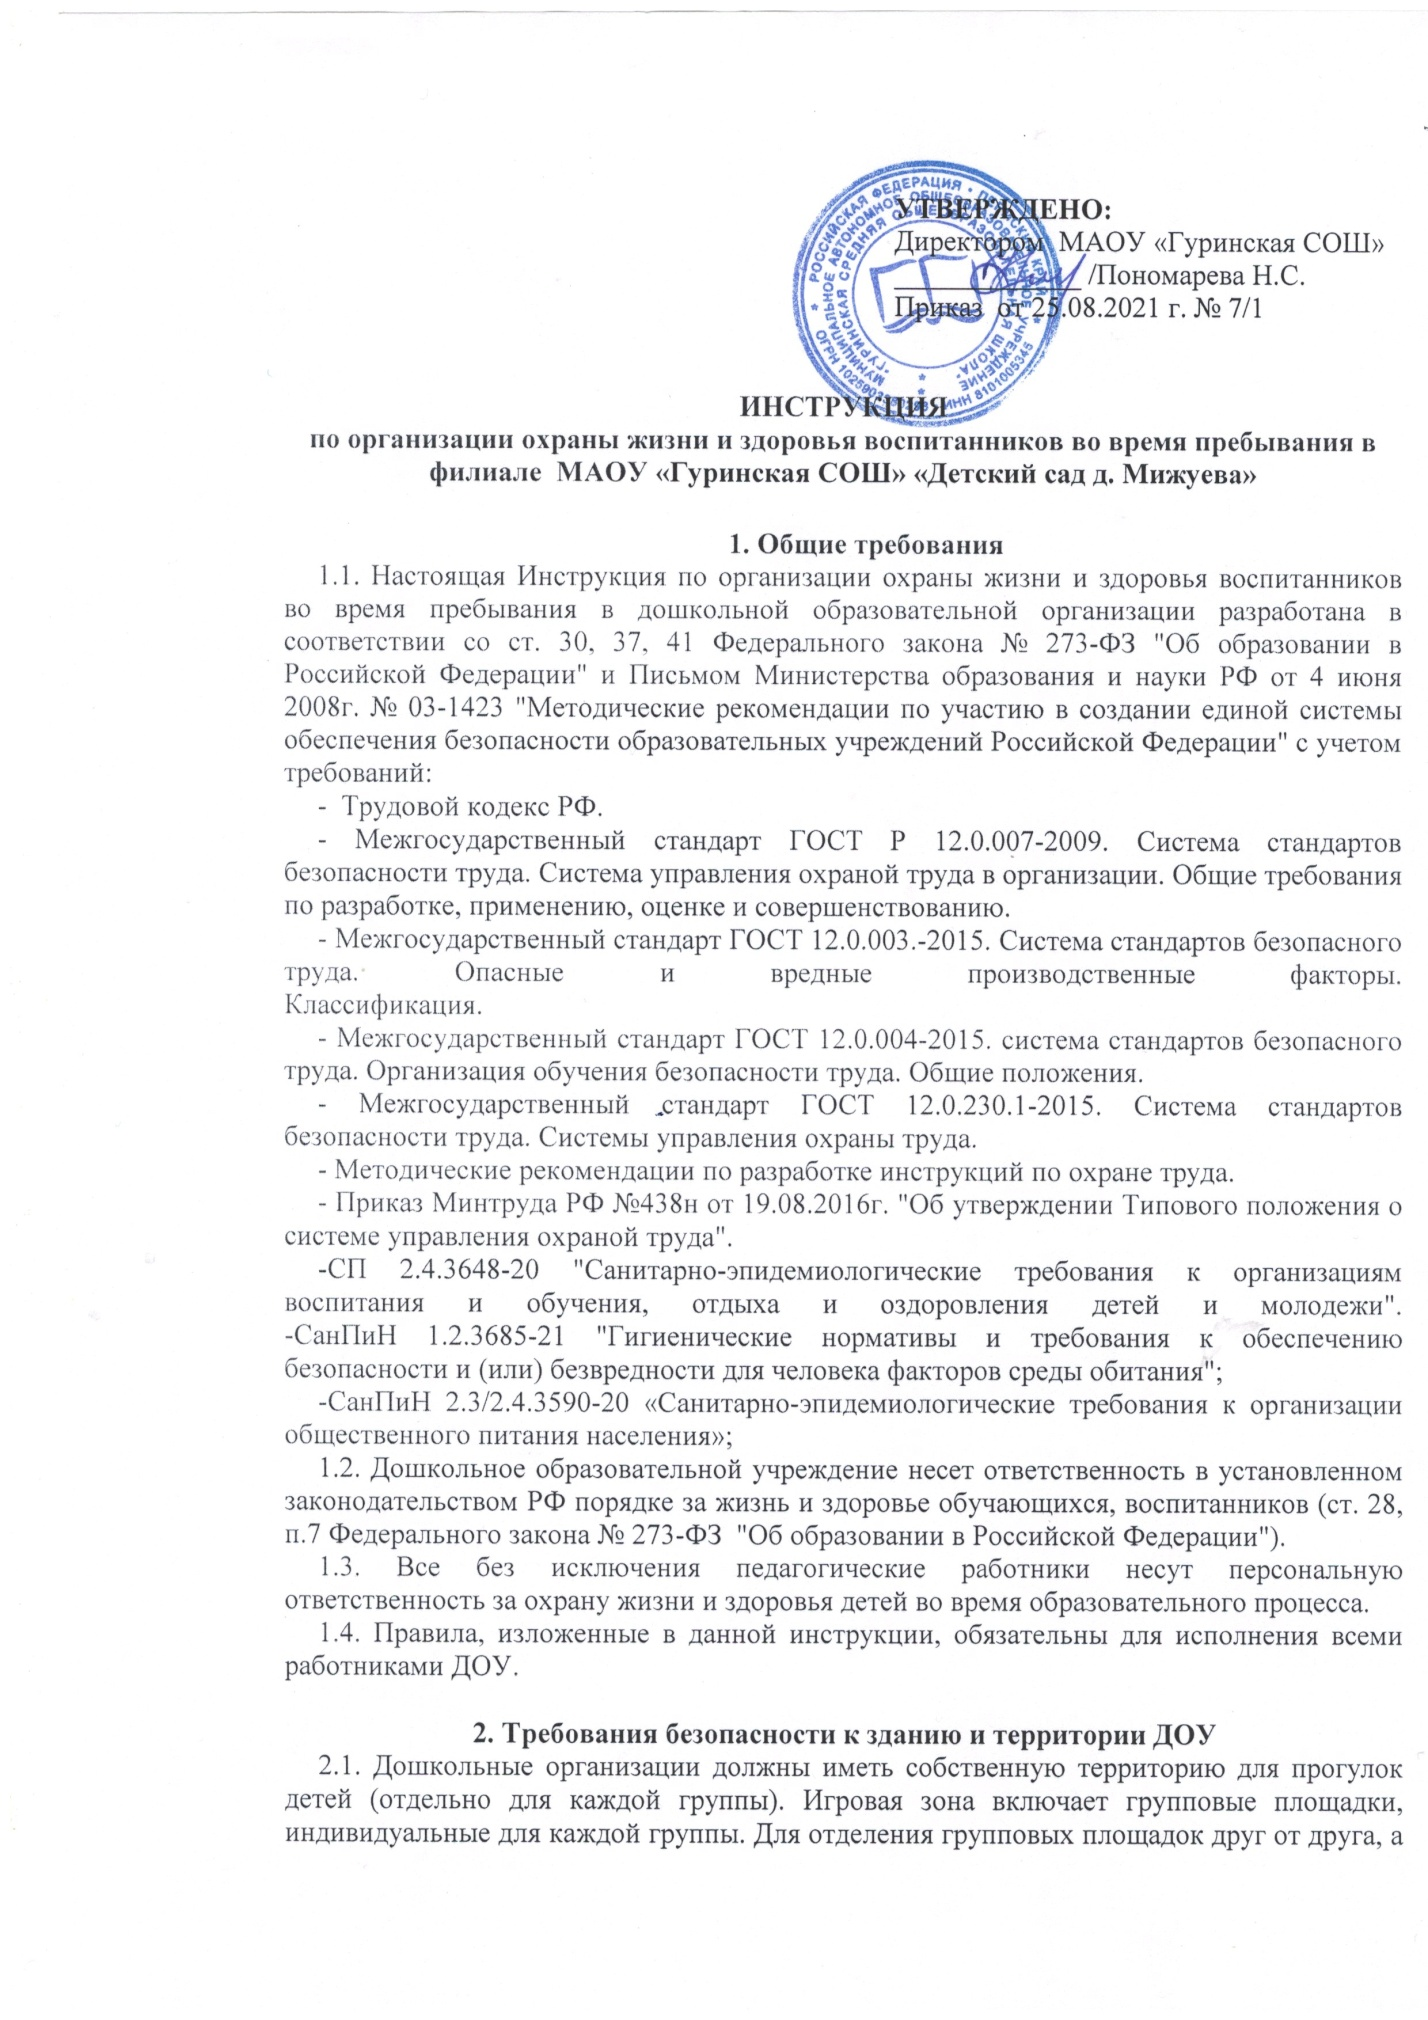 УТВЕРЖДЕНО:
Директором МАОУ «Гуринская СОШ»
/Пономарева Н.С.
Приказ от 25.08.2021 г. № 7/1
РОССИЙСКАЯ ФЕДЕРАЦИЯ • ПЕРМСКИЙ КРАЙ
МУНИЦИПАЛЬНОЕ АВТОНОМНОЕ ОБЩЕОБРАЗОВАТЕЛЬНОЕ УЧРЕЖДЕНИЕ
"ГУРИНСКАЯ СРЕДНЯЯ ОБЩЕОБРАЗОВАТЕЛЬНАЯ ШКОЛА"
ОГРН ИНН 8101005345
ИНСТРУКЦИЯ
по организации охраны жизни и здоровья воспитанников во время пребывания в
филиале МАОУ «Гуринская СОШ» «Детский сад д. Мижуева»
1. Общие требования
1.1. Настоящая Инструкция по организации охраны жизни и здоровья воспитанников
во время пребывания в дошкольной образовательной организации разработана в
соответствии со ст. 30, 37, 41 Федерального закона № 273-ФЗ "Об образовании в
Российской Федерации" и Письмом Министерства образования и науки РФ от 4 июня
2008г. № 03-1423 "Методические рекомендации по участию в создании единой системы
обеспечения безопасности образовательных учреждений Российской Федерации" с учетом
требований:
- Трудовой кодекс РФ.
- Межгосударственный стандарт ГОСТ Р 12.0.007-2009. Система стандартов
безопасности труда. Система управления охраной труда в организации. Общие требования
по разработке, применению, оценке и совершенствованию.
- Межгосударственный стандарт ГОСТ 12.0.003.-2015. Система стандартов безопасного
труда. Опасные и вредные производственные факторы.
Классификация.
- Межгосударственный стандарт ГОСТ 12.0.004-2015. система стандартов безопасного
труда. Организация обучения безопасности труда. Общие положения.
- Межгосударственный стандарт ГОСТ 12.0.230.1-2015. Система стандартов
безопасности труда. Системы управления охраны труда.
- Методические рекомендации по разработке инструкций по охране труда.
- Приказ Минтруда РФ №438н от 19.08.2016г. "Об утверждении Типового положения о
системе управления охраной труда".
-СП 2.4.3648-20 "Санитарно-эпидемиологические требования к организациям
воспитания и обучения, отдыха и оздоровления детей и молодежи".
-СанПиН 1.2.3685-21 "Гигиенические нормативы и требования к обеспечению
безопасности и (или) безвредности для человека факторов среды обитания";
-СанПиН 2.3/2.4.3590-20 «Санитарно-эпидемиологические требования к организации
общественного питания населения»;
1.2. Дошкольное образовательной учреждение несет ответственность в установленном
законодательством РФ порядке за жизнь и здоровье обучающихся, воспитанников (ст. 28,
п.7 Федерального закона № 273-ФЗ "Об образовании в Российской Федерации").
1.3. Все без исключения педагогические работники несут персональную
ответственность за охрану жизни и здоровья детей во время образовательного процесса.
1.4. Правила, изложенные в данной инструкции, обязательны для исполнения всеми
работниками ДОУ.
2. Требования безопасности к зданию и территории ДОУ
2.1. Дошкольные организации должны иметь собственную территорию для прогулок
детей (отдельно для каждой группы). Игровая зона включает групповые площадки,
индивидуальные для каждой группы. Для отделения групповых площадок друг от друга, а